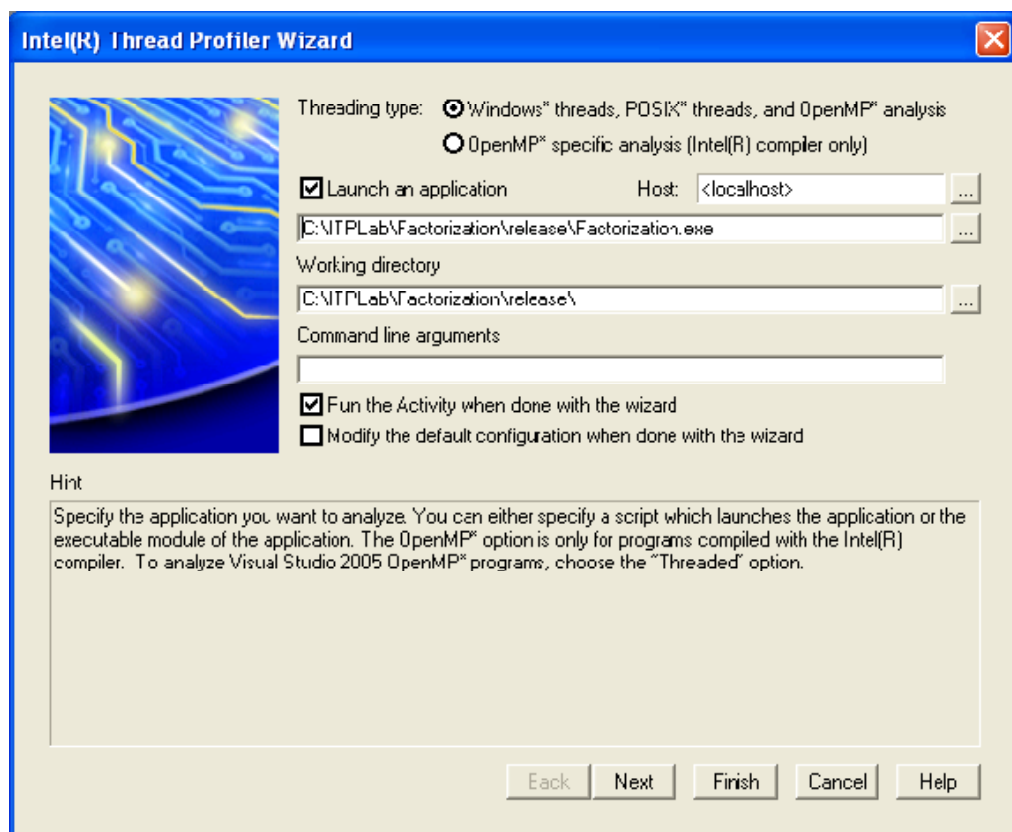 Intel(R) Thread Profiler Wizard
Threading type: Windows* threads, POSIX* threads, and OpenMP* analysis
OpenMP* specific analysis (Intel(R) compiler only)
Launch an application Host: <localhost>
...
C:\ITPLab\Factorization\release\Factorization.exe ...
Working directory
C:\ITPLab\Factorization\release\ ...
Command line arguments
Run the Activity when done with the wizard
Modify the default configuration when done with the wizard
Hint
Specify the application you want to analyze. You can either specify a script which launches the application or the
executable module of the application. The OpenMP* option is only for programs compiled with the Intel(R)
compiler. To analyze Visual Studio 2005 OpenMP* programs, choose the "Threaded" option.
Back Next Finish Cancel Help